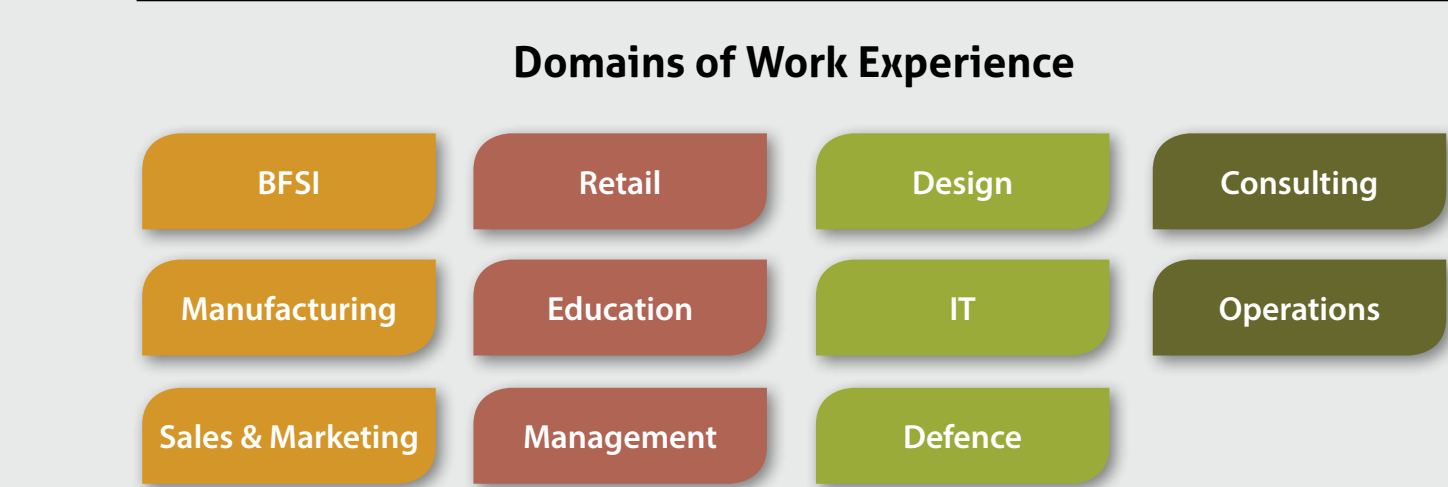 Domains of Work Experience
BFSI
Retail
Design
Consulting
Manufacturing
Education
IT
Operations
Sales & Marketing
Management
Defence